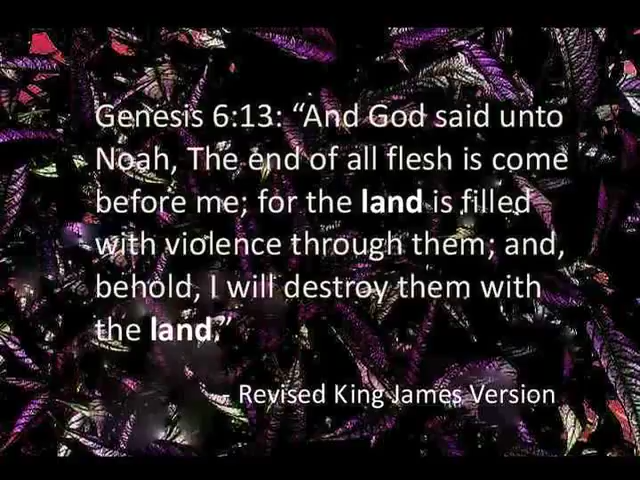 Genesis 6:13: “And God said unto
Noah, The end of all flesh is come
before me; for the land is filled
with violence through them; and,
behold, I will destroy them with
the land.”
- Revised King James Version